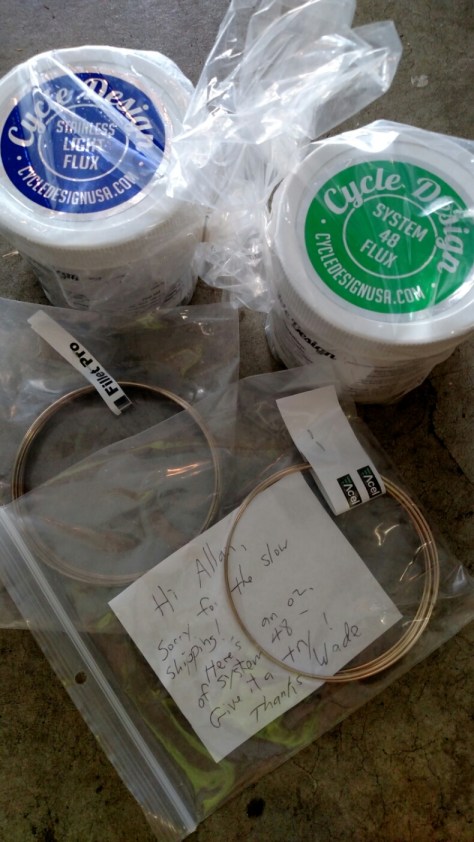 Cycle Design
STAINLESS
LIGHT
FLUX
• CYCLEDESIGNUSA.COM •
Cycle Design
SYSTEM
48
FLUX
• CYCLEDESIGNUSA.COM •
Design
Fillet Pro
Hi Allan,
Sorry for the slow
shipping!
Here is an oz.
of System 48 –
Give it a try!
Thanks Wade